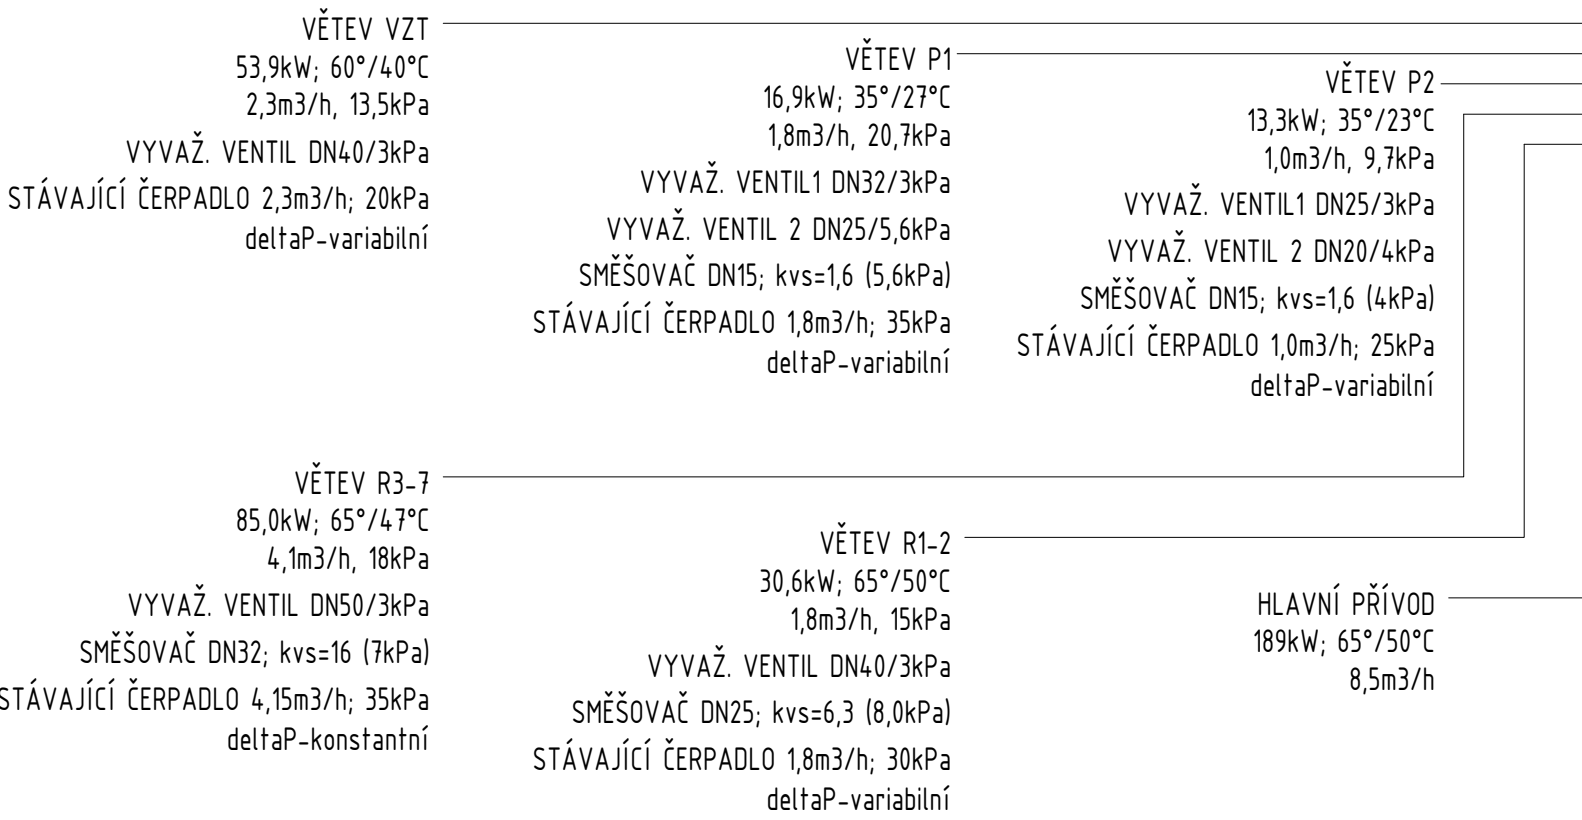 VĚTEV VZT
53,9kW; 60°/40°C
2,3m3/h, 13,5kPa
VYVAŽ. VENTIL DN40/3kPa
STÁVAJÍCÍ ČERPADLO 2,3m3/h; 20kPa
deltaP-variabilní
VĚTEV P1
16,9kW; 35°/27°C
1,8m3/h, 20,7kPa
VYVAŽ. VENTIL1 DN32/3kPa
VYVAŽ. VENTIL 2 DN25/5,6kPa
SMĚŠOVAČ DN15; kvs=1,6 (5,6kPa)
STÁVAJÍCÍ ČERPADLO 1,8m3/h; 35kPa
deltaP-variabilní
VĚTEV P2
13,3kW; 35°/23°C
1,0m3/h, 9,7kPa
VYVAŽ. VENTIL1 DN25/3kPa
VYVAŽ. VENTIL 2 DN20/4kPa
SMĚŠOVAČ DN15; kvs=1,6 (4kPa)
STÁVAJÍCÍ ČERPADLO 1,0m3/h; 25kPa
deltaP-variabilní
VĚTEV R3-7
85,0kW; 65°/47°C
4,1m3/h, 18kPa
VYVAŽ. VENTIL DN50/3kPa
SMĚŠOVAČ DN32; kvs=16 (7kPa)
STÁVAJÍCÍ ČERPADLO 4,15m3/h; 35kPa
deltaP-konstantní
VĚTEV R1-2
30,6kW; 65°/50°C
1,8m3/h, 15kPa
VYVAŽ. VENTIL DN40/3kPa
SMĚŠOVAČ DN25; kvs=6,3 (8,0kPa)
STÁVAJÍCÍ ČERPADLO 1,8m3/h; 30kPa
deltaP-variabilní
HLAVNÍ PŘÍVOD
189kW; 65°/50°C
8,5m3/h